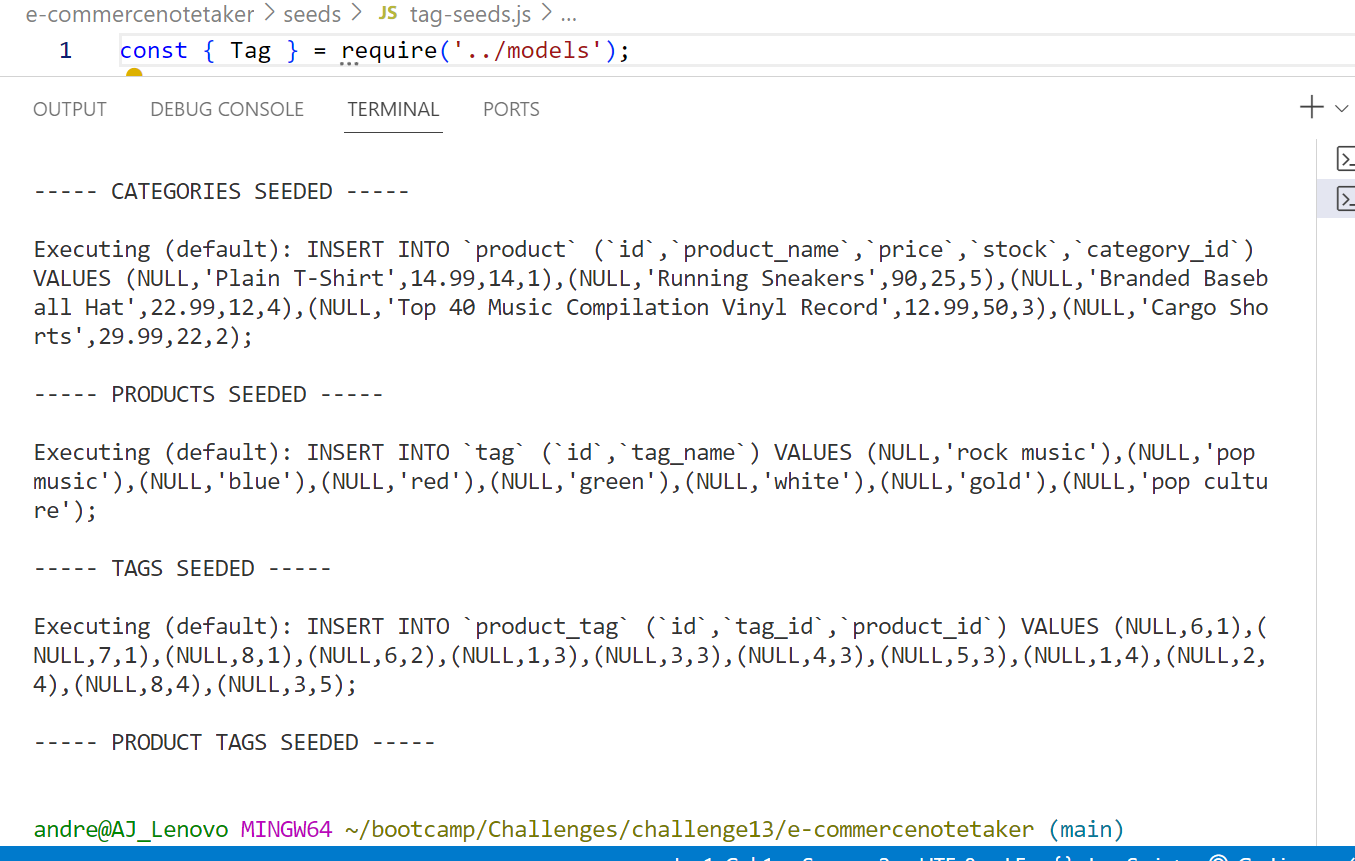 e-commercenotetaker > seeds > JS tag-seeds.js > ...
1 const { Tag } = require('../models');
OUTPUT DEBUG CONSOLE TERMINAL PORTS
----- CATEGORIES SEEDED -----
Executing (default): INSERT INTO `product` (`id`,`product_name`,`price`,`stock`,`category_id`)
VALUES (NULL,'Plain T-Shirt',14.99,14,1),(NULL,'Running Sneakers',90,25,5),(NULL,'Branded Baseb
all Hat',22.99,12,4),(NULL,'Top 40 Music Compilation Vinyl Record',12.99,50,3),(NULL,'Cargo Sho
rts',29.99,22,2);
----- PRODUCTS SEEDED -----
Executing (default): INSERT INTO `tag` (`id`,`tag_name`) VALUES (NULL,'rock music'),(NULL,'pop
music'),(NULL,'blue'),(NULL,'red'),(NULL,'green'),(NULL,'white'),(NULL,'gold'),(NULL,'pop cultu
re');
----- TAGS SEEDED -----
Executing (default): INSERT INTO `product_tag` (`id`,`tag_id`,`product_id`) VALUES (NULL,6,1),(
NULL,7,1),(NULL,8,1),(NULL,6,2),(NULL,1,3),(NULL,3,3),(NULL,4,3),(NULL,5,3),(NULL,1,4),(NULL,2,
4),(NULL,8,4),(NULL,3,5);
----- PRODUCT TAGS SEEDED -----
andre@AJ_Lenovo MINGW64 ~/bootcamp/Challenges/challenge13/e-commercenotetaker (main)